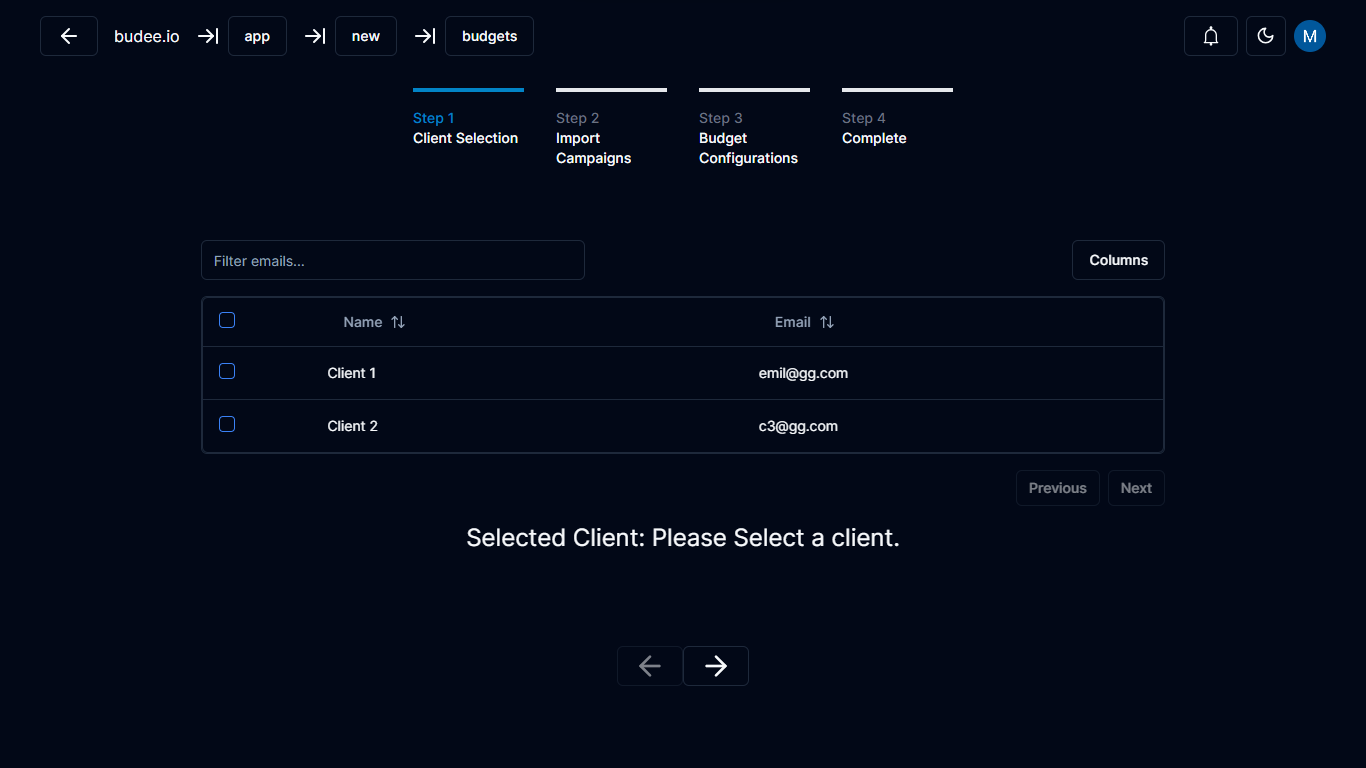 budee.io app new budgets M
Step 1 Step 2 Step 3 Step 4
Client Selection Import Budget Complete
Campaigns Configurations
Filter emails... Columns
Name Email
Client 1 emil@gg.com
Client 2 c3@gg.com
Previous Next
Selected Client: Please Select a client.